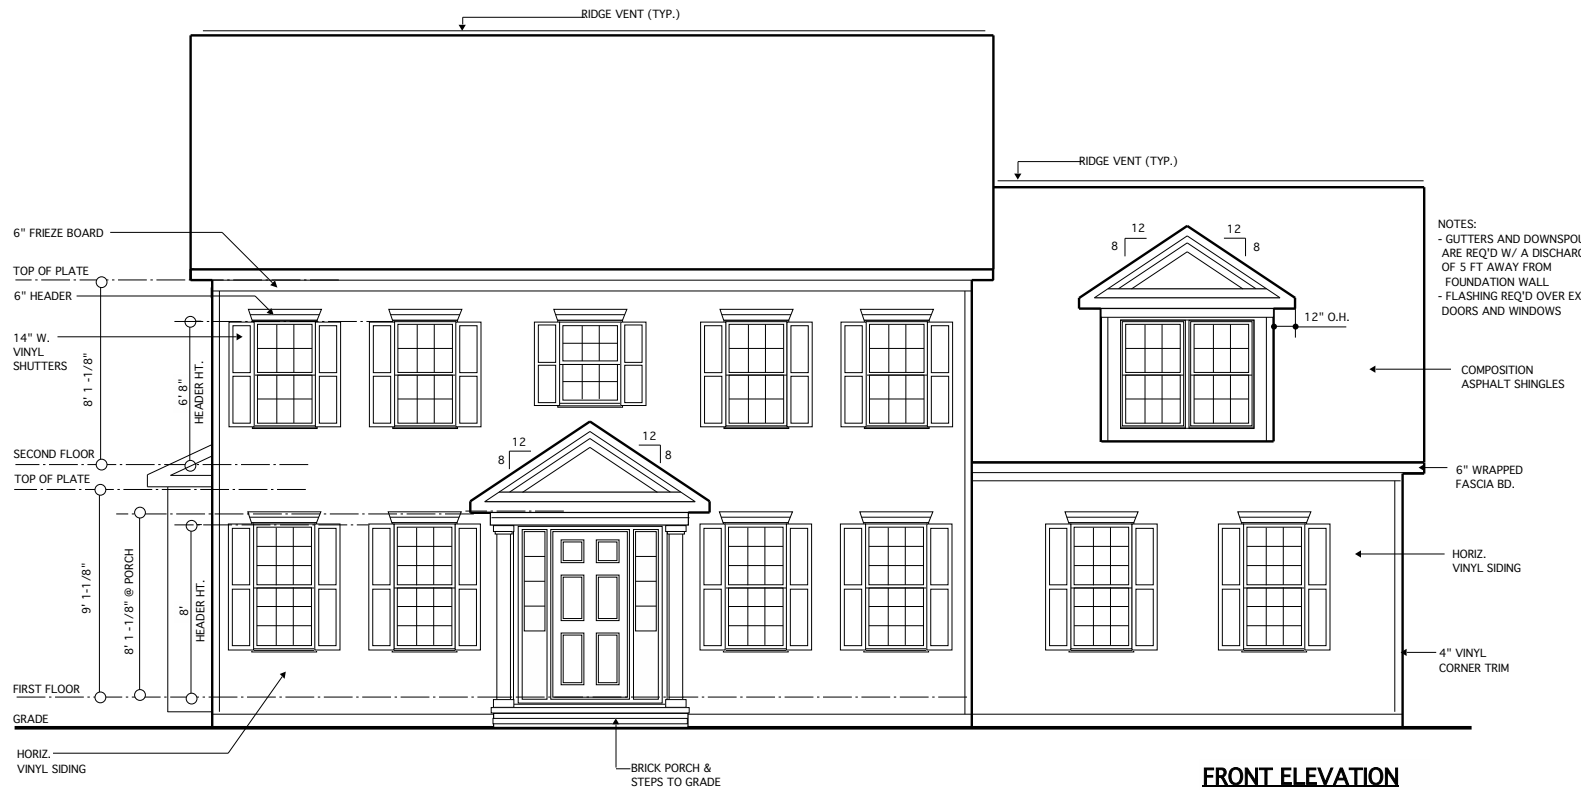 RIDGE VENT (TYP.)
RIDGE VENT (TYP.)
6" FRIEZE BOARD
TOP OF PLATE
6" HEADER
14" W.
VINYL
SHUTTERS
8' 1 -1/8"
6' 8"
HEADER HT.
SECOND FLOOR
TOP OF PLATE
9' 1-1/8"
8' 1 -1/8" @ PORCH
8'
HEADER HT.
FIRST FLOOR
GRADE
HORIZ.
VINYL SIDING
12
8
12
8
BRICK PORCH &
STEPS TO GRADE
12
8
12
8
12" O.H.
NOTES:
- GUTTERS AND DOWNSPOU
ARE REQ'D W/ A DISCHARG
OF 5 FT AWAY FROM
FOUNDATION WALL
- FLASHING REQ'D OVER EX
DOORS AND WINDOWS
COMPOSITION
ASPHALT SHINGLES
6" WRAPPED
FASCIA BD.
HORIZ.
VINYL SIDING
4" VINYL
CORNER TRIM
FRONT ELEVATION